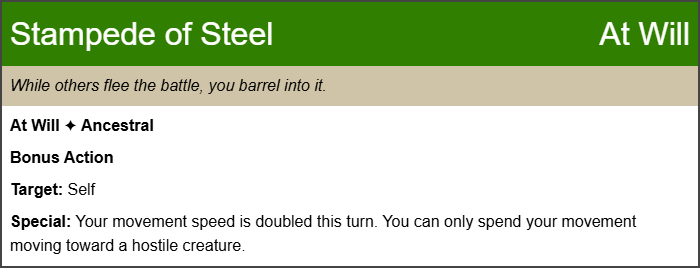 Stampede of Steel At Will
While others flee the battle, you barrel into it.
At Will ✦ Ancestral
Bonus Action
Target: Self
Special: Your movement speed is doubled this turn. You can only spend your movement
moving toward a hostile creature.